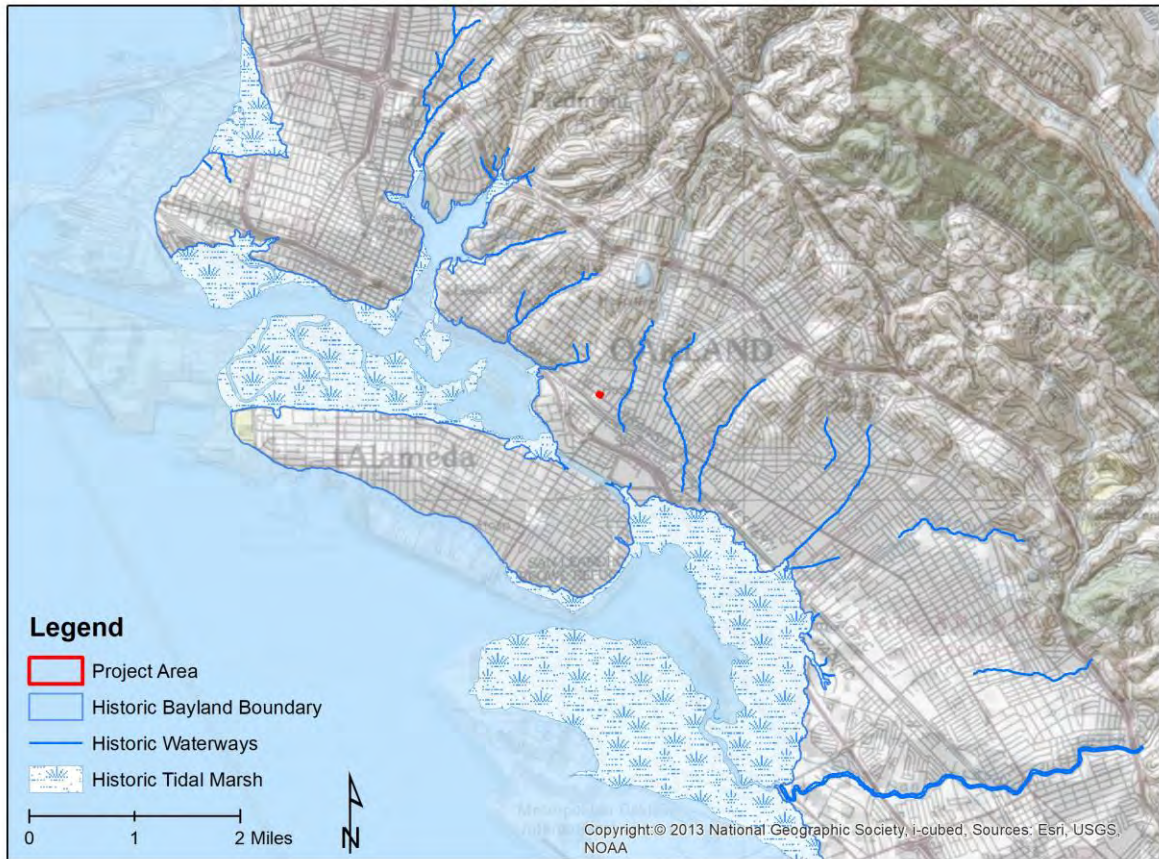 Piedmont
OAKLAND
Alameda
Legend
Project Area
Historic Bayland Boundary
Historic Waterways
Historic Tidal Marsh
0 1 2 Miles
N
Copyright:© 2013 National Geographic Society, i-cubed, Sources: Esri, USGS,
NOAA